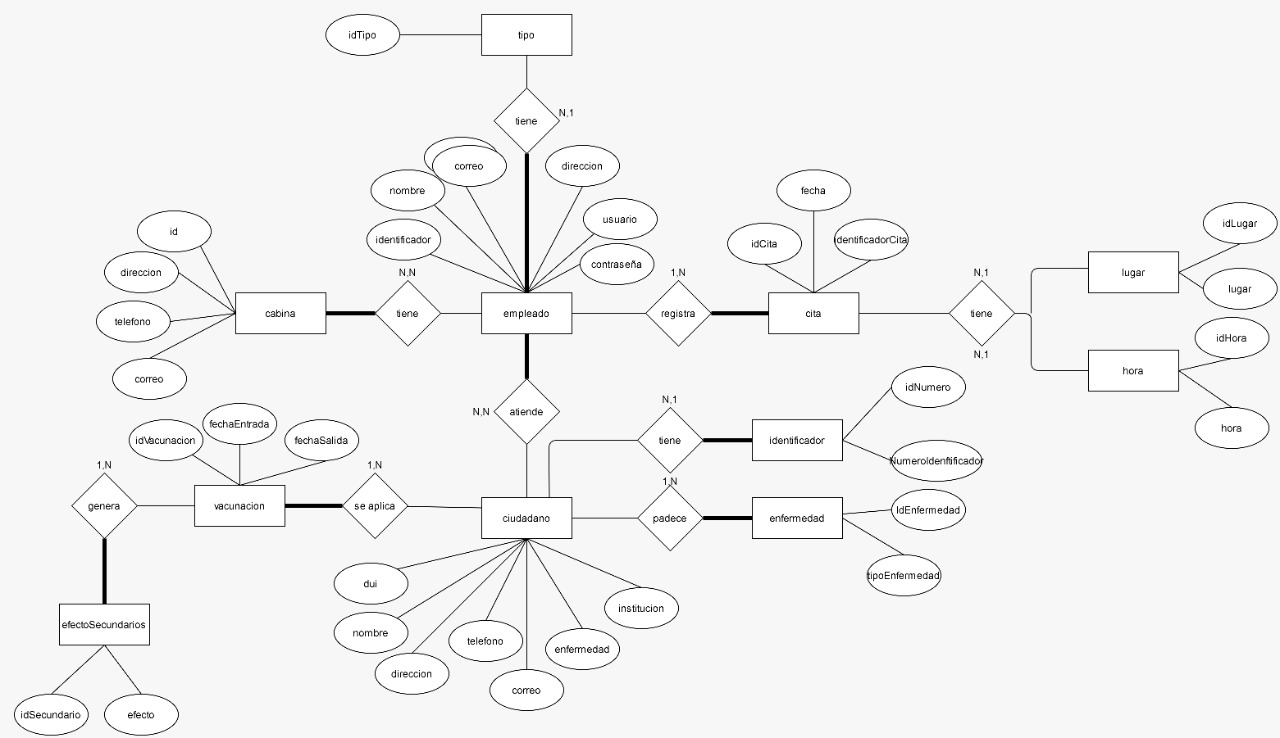 idTipo
tipo
tiene
N,1
correo
direccion
nombre
usuario
identificador
contraseña
fecha
idCita
identificadorCita
id
direccion
telefono
correo
cabina
N,N
tiene
empleado
1,N
registra
cita
N,1
tiene
N,1
idLugar
lugar
lugar
idHora
hora
hora
N,N
atiende
N,1
tiene
identificador
idNumero
NumeroIdenftificador
idVacunacion
fechaEntrada
fechaSalida
1,N
genera
vacunacion
1,N
se aplica
ciudadano
1,N
padece
enfermedad
IdEnfermedad
tipoEnfermedad
efectoSecundarios
idSecundario
efecto
dui
nombre
direccion
telefono
correo
enfermedad
institucion